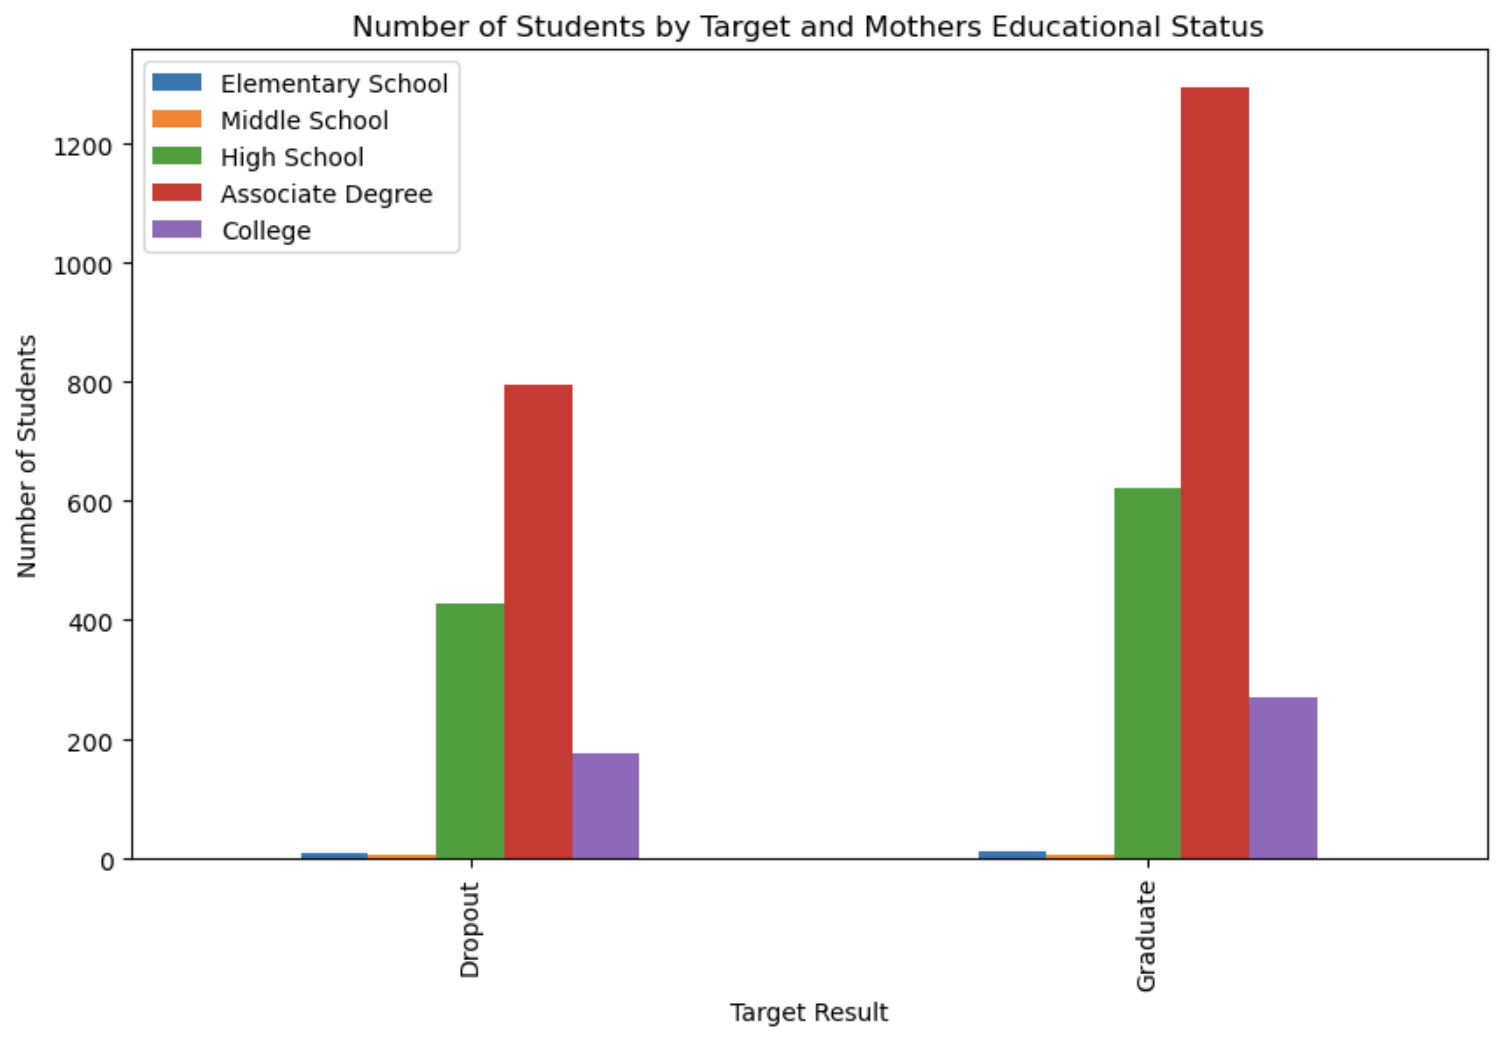 Number of Students by Target and Mothers Educational Status
Elementary School
Middle School
High School
Associate Degree
College
1200
1000
800
600
400
200
0
Number of Students
Dropout
Graduate
Target Result